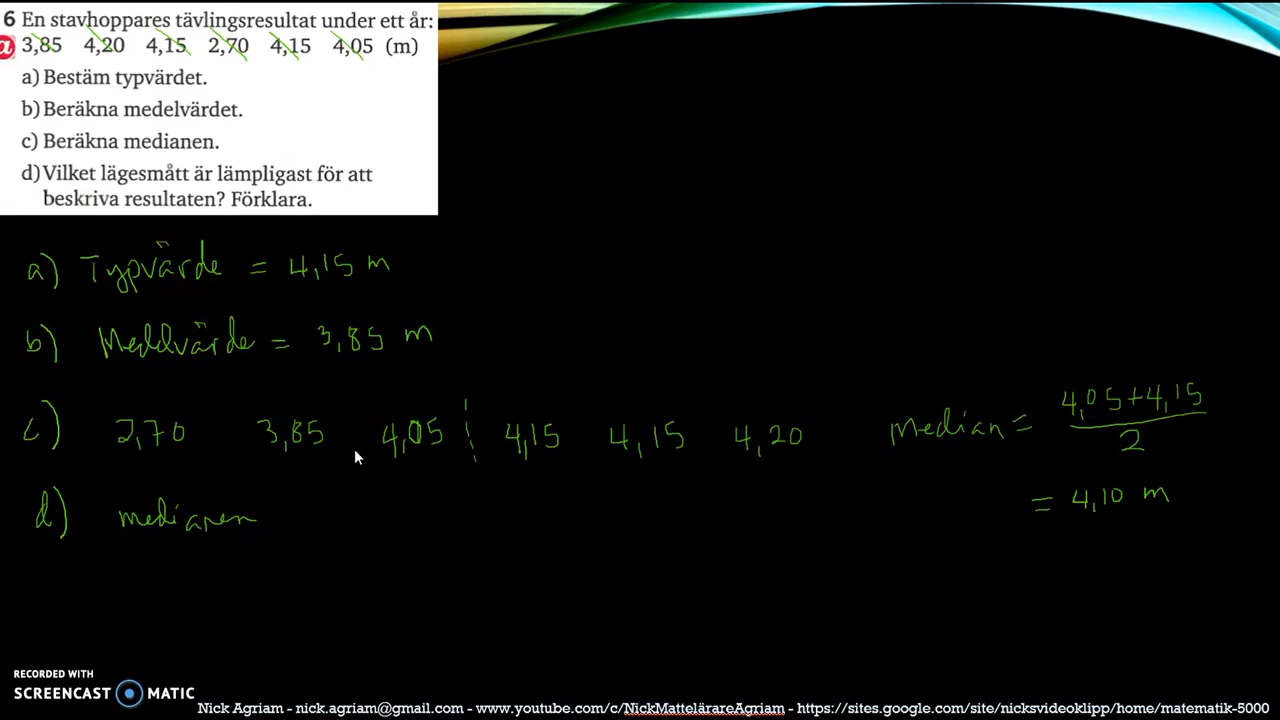 6 En stavhoppares tävlingsresultat under ett år:
a 3,85 4,20 4,15 2,70 4,15 4,05 (m)
a) Bestäm typvärdet.
b) Beräkna medelvärdet.
c) Beräkna medianen.
d) Vilket lägesmått är lämpligast för att
beskriva resultaten? Förklara.
a) Typvärde = 4,15 m
b) Medelvärde = 3,85 m
c) 2,70 3,85 4,05 4,15 4,15 4,20 median = (4,05+4,15)/2
= 4,10 m
d) medianen
RECORDED WITH
SCREENCAST MATIC
Nick Agriam - nick.agriam@gmail.com - www.youtube.com/c/NickMattelärareAgriam - https://sites.google.com/site/nicksvideoklipp/home/matematik-5000